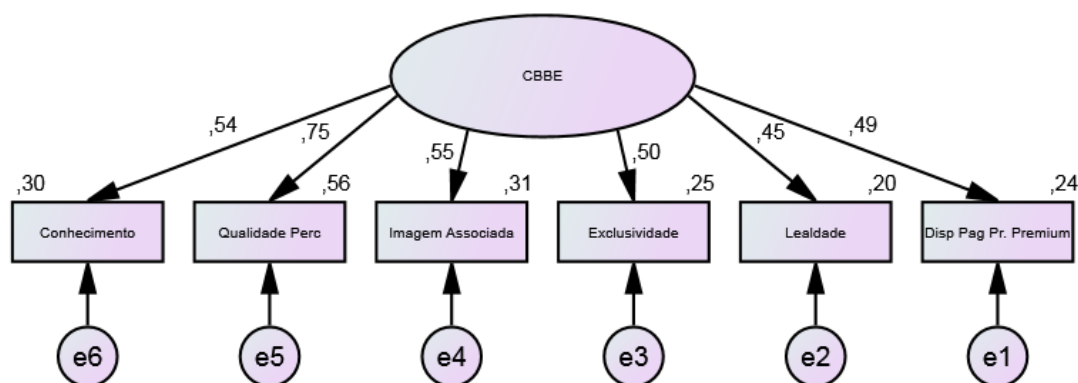 CBBE
,54
,75
,55
,50
,45
,49
,30
,56
,31
,25
,20
,24
Conhecimento
Qualidade Perc
Imagem Associada
Exclusividade
Lealdade
Disp Pag Pr. Premium
e6
e5
e4
e3
e2
e1